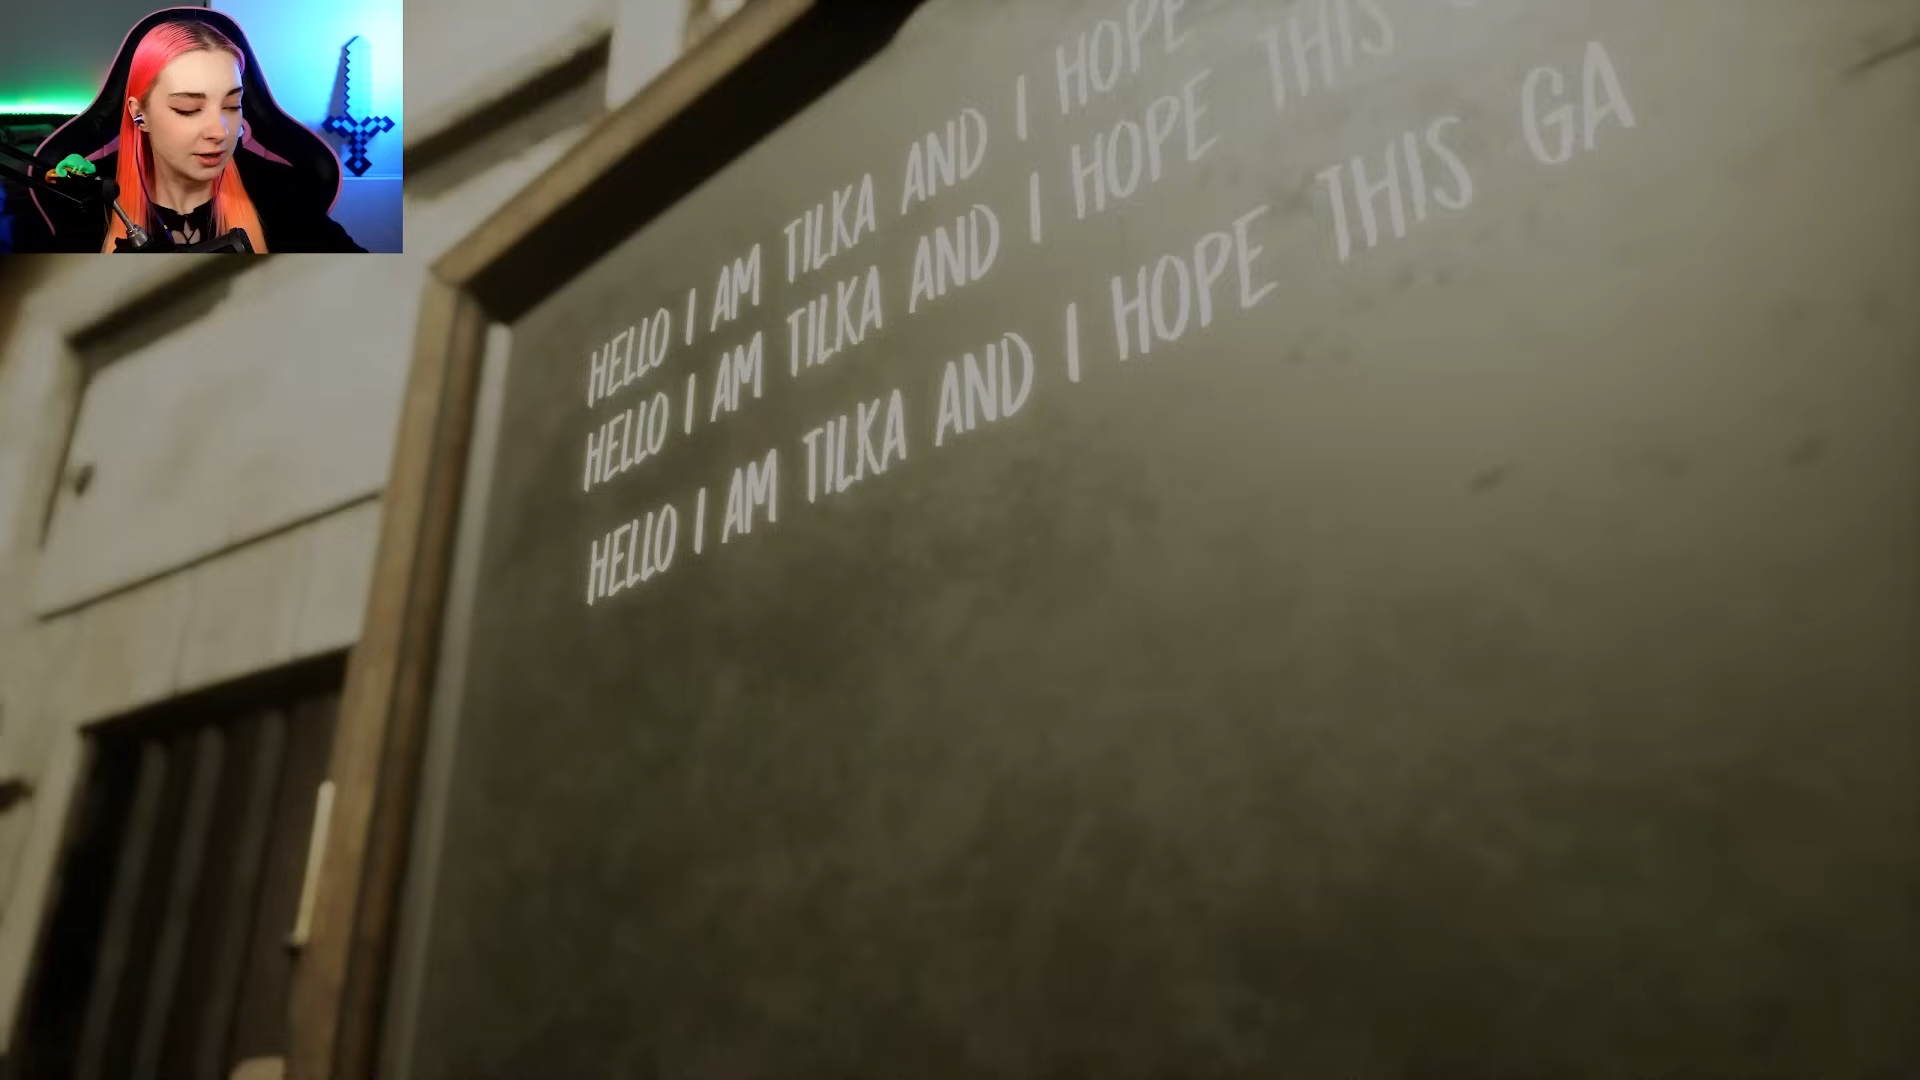 HELLO I AM TILKA AND I HOPE
HELLO I AM TILKA AND I HOPE THIS
HELLO I AM TILKA AND I HOPE THIS GA